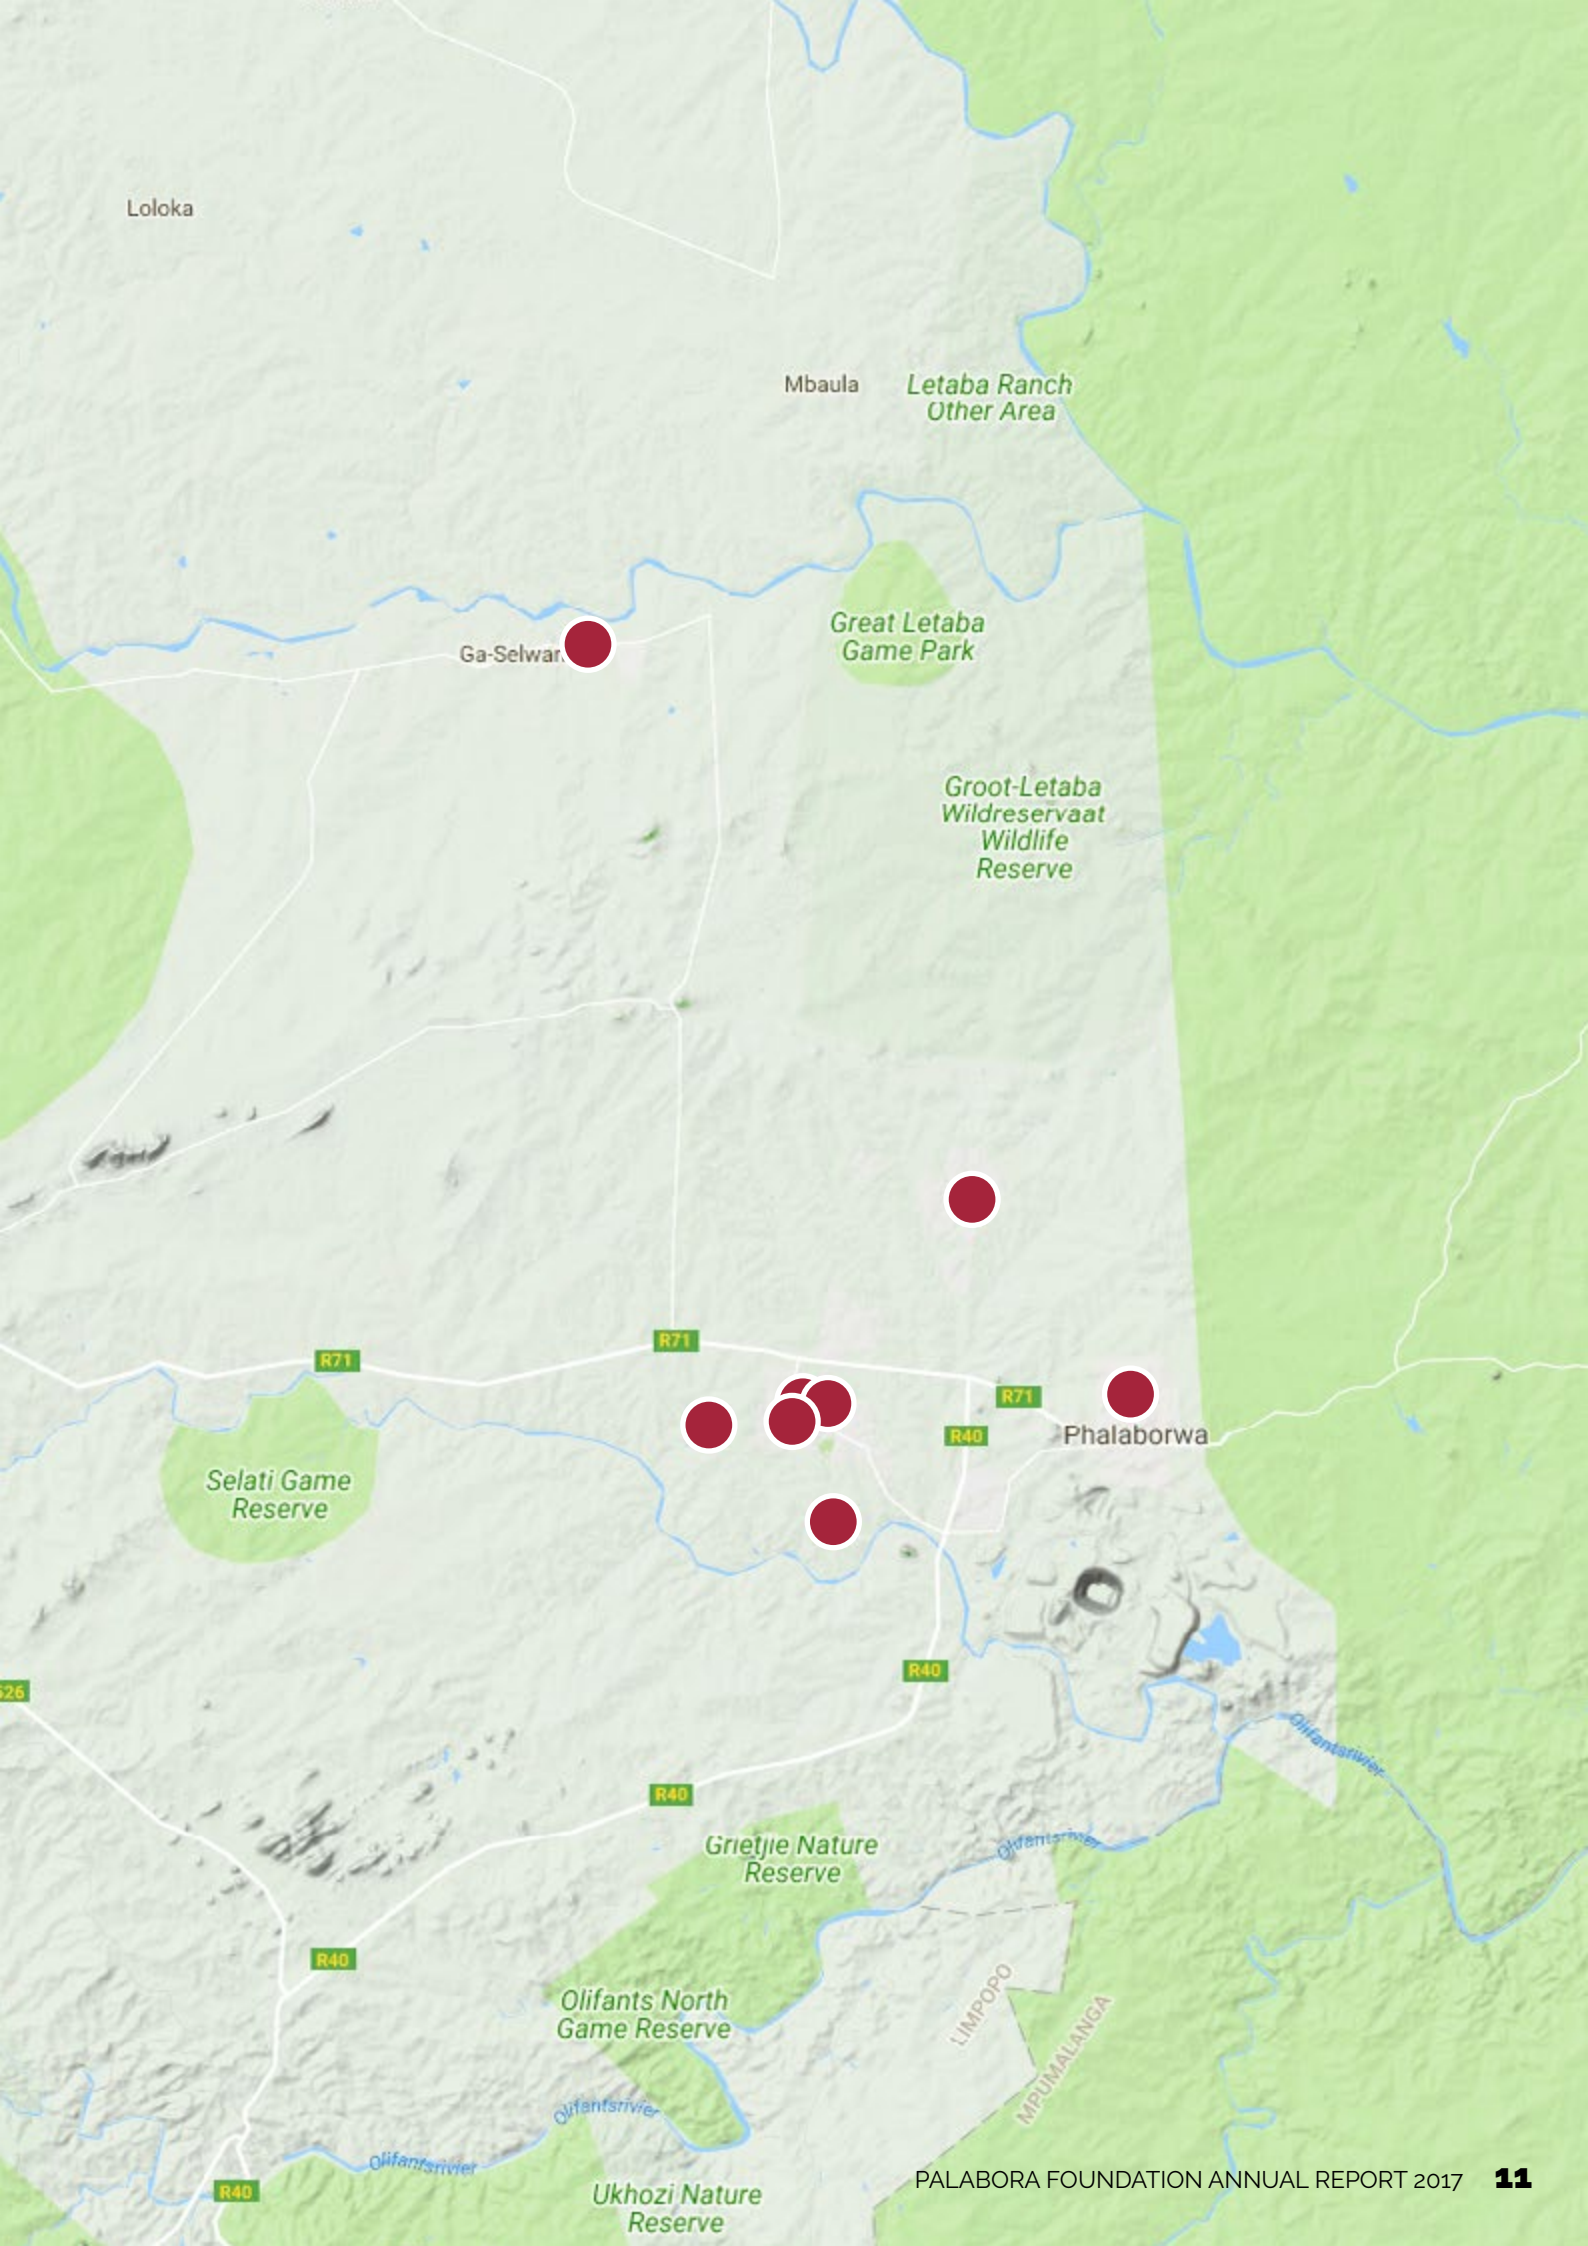 Loloka
Mbaula
Letaba Ranch
Other Area
Great Letaba
Game Park
Groot-Letaba
Wildreservaat
Wildlife
Reserve
R71
R71
R71
R40
Phalaborwa
Selati Game
Reserve
R40
R40
Olifantsrivier
Grietjie Nature
Reserve
Olifantsrivier
R40
LIMPOPO
MPUMALANGA
Olifants North
Game Reserve
Olifantsrivier
Olifantsrivier
R40
Ukhozi Nature
Reserve
PALABORA FOUNDATION ANNUAL REPORT 2017 11